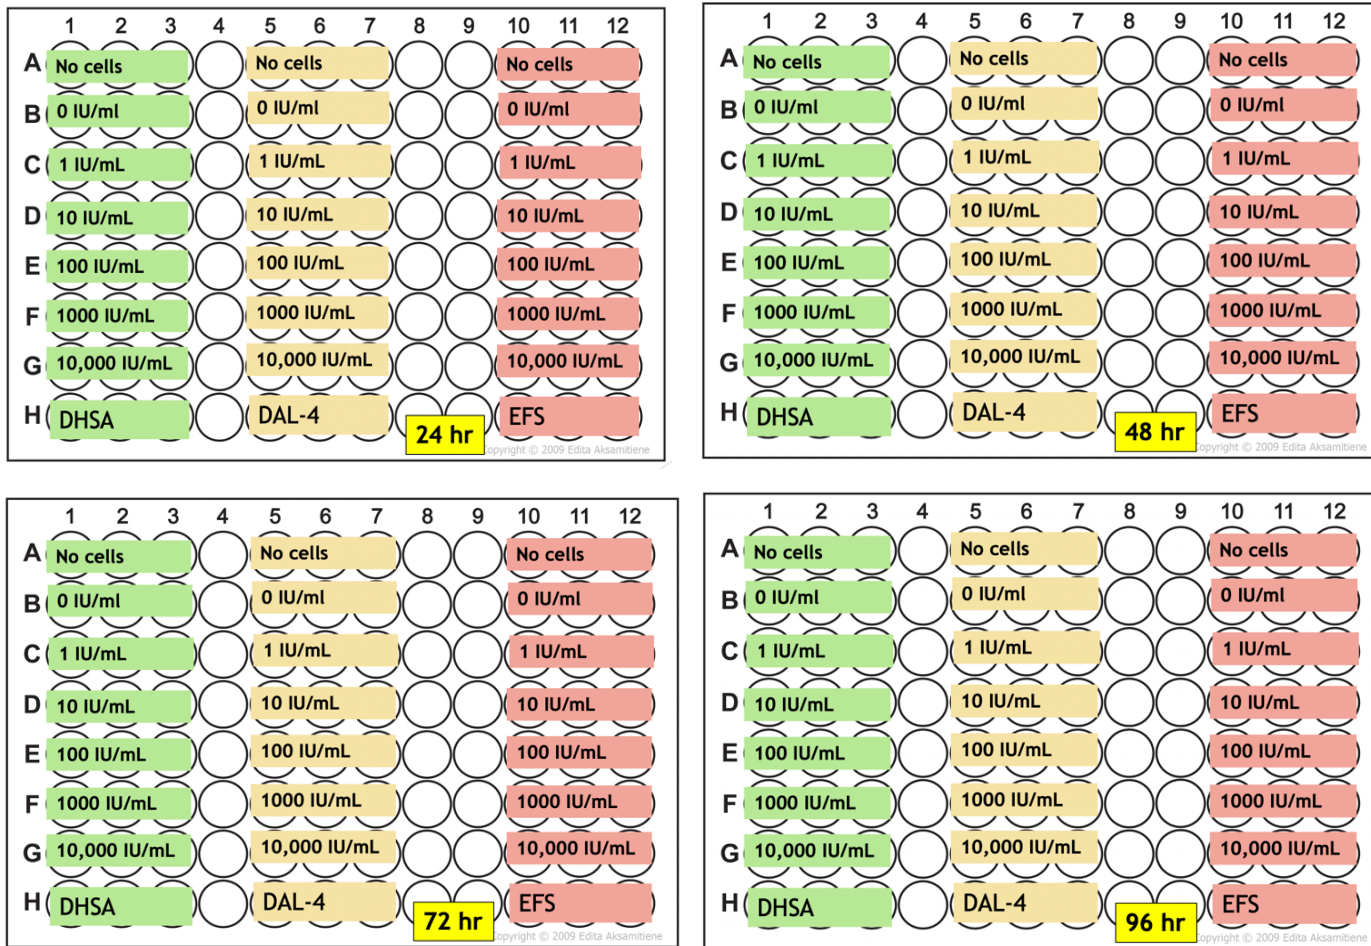 1 2 3 4 5 6 7 8 9 10 11 12
A No cells No cells No cells
B 0 IU/ml 0 IU/ml 0 IU/ml
C 1 IU/mL 1 IU/mL 1 IU/mL
D 10 IU/mL 10 IU/mL 10 IU/mL
E 100 IU/mL 100 IU/mL 100 IU/mL
F 1000 IU/mL 1000 IU/mL 1000 IU/mL
G 10,000 IU/mL 10,000 IU/mL 10,000 IU/mL
H DHSA DAL-4 EFS
24 hr
Copyright © 2009 Edita Aksamitiene
1 2 3 4 5 6 7 8 9 10 11 12
A No cells No cells No cells
B 0 IU/ml 0 IU/ml 0 IU/ml
C 1 IU/mL 1 IU/mL 1 IU/mL
D 10 IU/mL 10 IU/mL 10 IU/mL
E 100 IU/mL 100 IU/mL 100 IU/mL
F 1000 IU/mL 1000 IU/mL 1000 IU/mL
G 10,000 IU/mL 10,000 IU/mL 10,000 IU/mL
H DHSA DAL-4 EFS
48 hr
opyright © 2009 Edita Aksamitiene
1 2 3 4 5 6 7 8 9 10 11 12
A No cells No cells No cells
B 0 IU/ml 0 IU/ml 0 IU/ml
C 1 IU/mL 1 IU/mL 1 IU/mL
D 10 IU/mL 10 IU/mL 10 IU/mL
E 100 IU/mL 100 IU/mL 100 IU/mL
F 1000 IU/mL 1000 IU/mL 1000 IU/mL
G 10,000 IU/mL 10,000 IU/mL 10,000 IU/mL
H DHSA DAL-4 EFS
72 hr
opyright © 2009 Edita Aksamitiene
1 2 3 4 5 6 7 8 9 10 11 12
A No cells No cells No cells
B 0 IU/ml 0 IU/ml 0 IU/ml
C 1 IU/mL 1 IU/mL 1 IU/mL
D 10 IU/mL 10 IU/mL 10 IU/mL
E 100 IU/mL 100 IU/mL 100 IU/mL
F 1000 IU/mL 1000 IU/mL 1000 IU/mL
G 10,000 IU/mL 10,000 IU/mL 10,000 IU/mL
H DHSA DAL-4 EFS
96 hr
opyright © 2009 Edita Aksamitiene